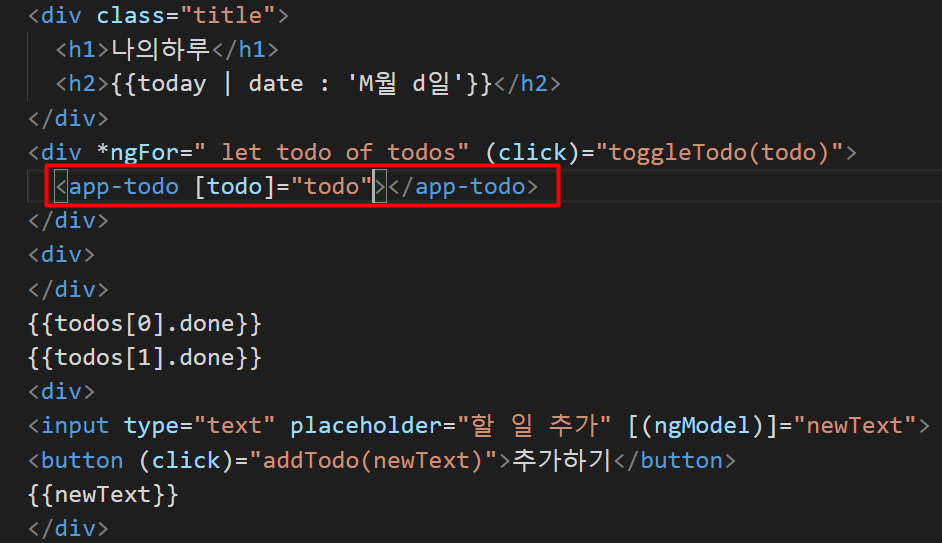 <div class="title">
<h1>나의하루</h1>
<h2>{{today | date : 'M월 d일'}}</h2>
</div>
<div *ngFor=" let todo of todos" (click)="toggleTodo(todo)">
<app-todo [todo]="todo"></app-todo>
</div>
<div>
</div>
{{todos[0].done}}
{{todos[1].done}}
<div>
<input type="text" placeholder="할 일 추가" [(ngModel)]="newText">
<button (click)="addTodo(newText)">추가하기</button>
{{newText}}
</div>